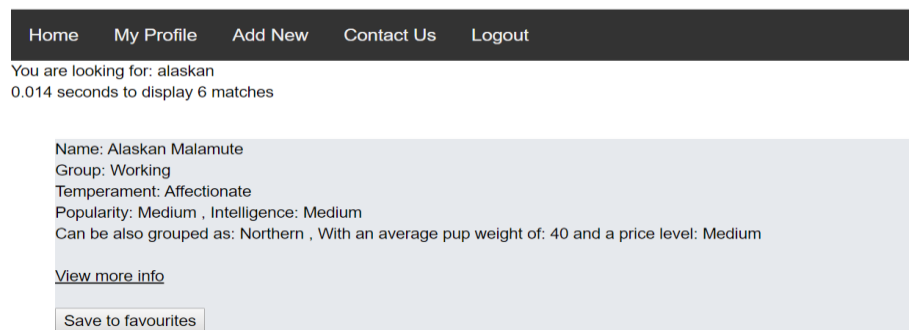 Home My Profile Add New Contact Us Logout
You are looking for: alaskan
0.014 seconds to display 6 matches
Name: Alaskan Malamute
Group: Working
Temperament: Affectionate
Popularity: Medium , Intelligence: Medium
Can be also grouped as: Northern , With an average pup weight of: 40 and a price level: Medium
View more info
Save to favourites